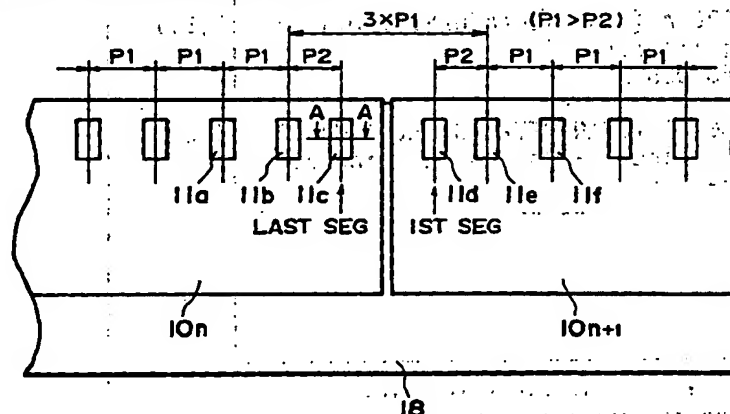 3×P1 (P1>P2)
P1 P1 P1 P2 P2 P1 P1 P1
A A
11a 11b 11c 11d 11e 11f
LAST SEG 1ST SEG
10n 10n+1
18